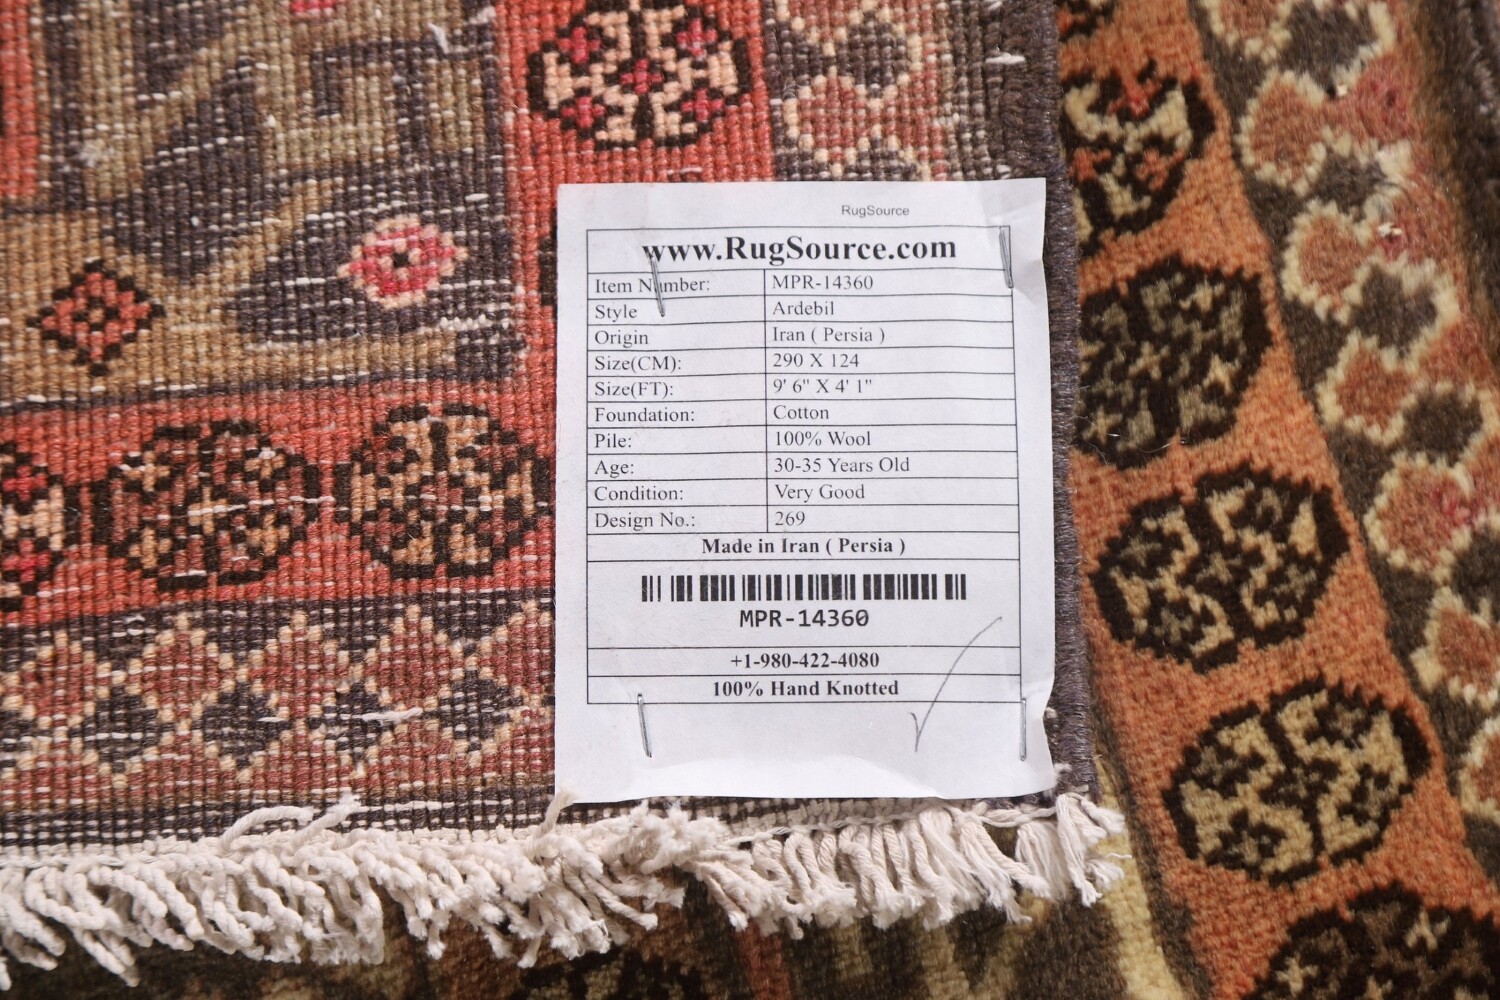 RugSource
www.RugSource.com
Item Number: MPR-14360
Style Ardebil
Origin Iran ( Persia )
Size(CM): 290 X 124
Size(FT): 9' 6" X 4' 1"
Foundation: Cotton
Pile: 100% Wool
Age: 30-35 Years Old
Condition: Very Good
Design No.: 269
Made in Iran ( Persia )
MPR-14360
+1-980-422-4080
100% Hand Knotted